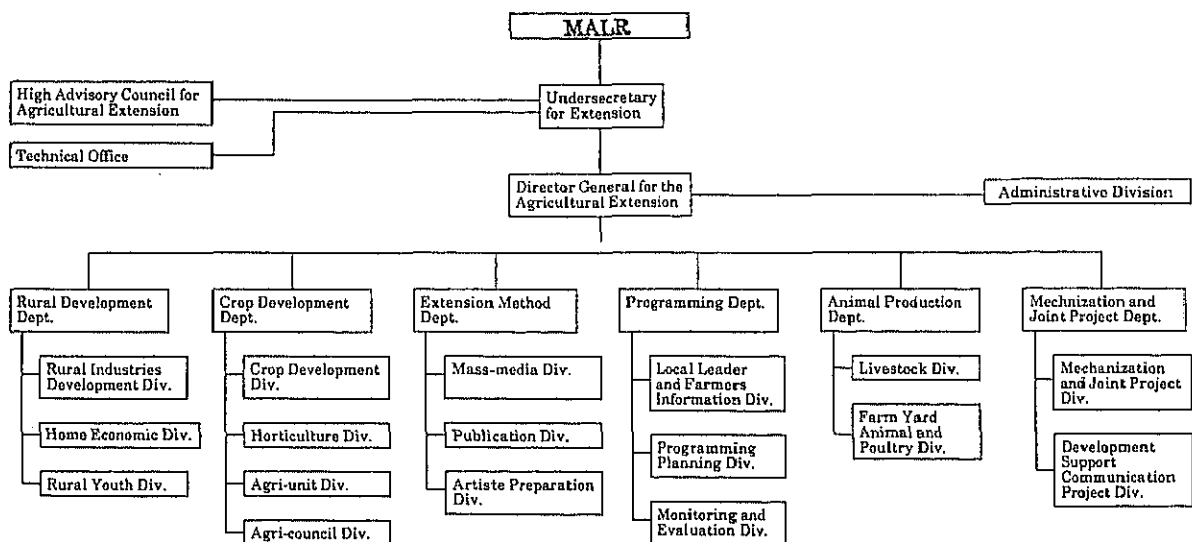 MALR
High Advisory Council for
Agricultural Extension
Undersecretary
for Extension
Technical Office
Director General for the
Agricultural Extension
Administrative Division
Rural Development
Dept.
Rural Industries
Development Div.
Home Economic Div.
Rural Youth Div.
Crop Development
Dept.
Crop Development
Div.
Horticulture Div.
Agri-unit Div.
Agri-council Div.
Extension Method
Dept.
Mass-media Div.
Publication Div.
Artiste Preparation
Div.
Programming Dept.
Local Leader
and Farmers
Information Div.
Programming
Planning Div.
Monitoring and
Evaluation Div.
Animal Production
Dept.
Livestock Div.
Farm Yard
Animal and
Poultry Div.
Mechnization and
Joint Project Dept.
Mechanization
and Joint Project
Div.
Development
Support
Communication
Project Div.